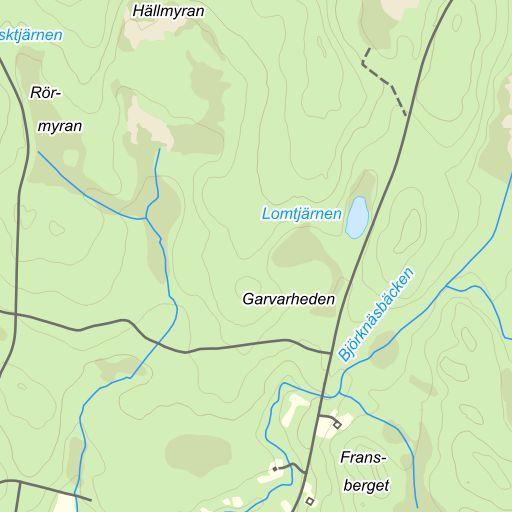 Hällmyran
sktjärnen
Rör-
myran
Lomtjärnen
Garvarheden
Björknäsbäcken
Frans-
berget